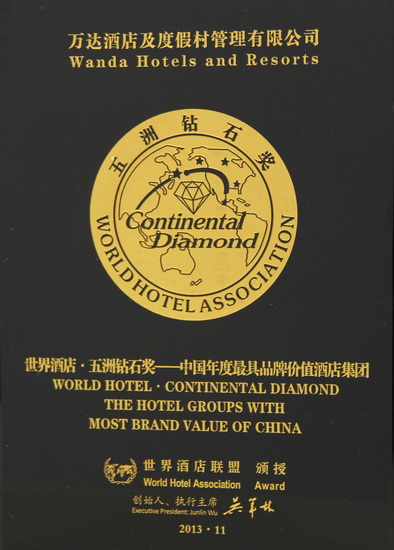 万达酒店及度假村管理有限公司
Wanda Hotels and Resorts
五洲钻石奖
Continental
Diamond
WORLD HOTEL ASSOCIATION
世界酒店·五洲钻石奖——中国年度最具品牌价值酒店集团
WORLD HOTEL · CONTINENTAL DIAMOND
THE HOTEL GROUPS WITH
MOST BRAND VALUE OF CHINA
世界酒店联盟 颁授
World Hotel Association Award
创始人、执行主席
Executive President: Junlin Wu
2013·11